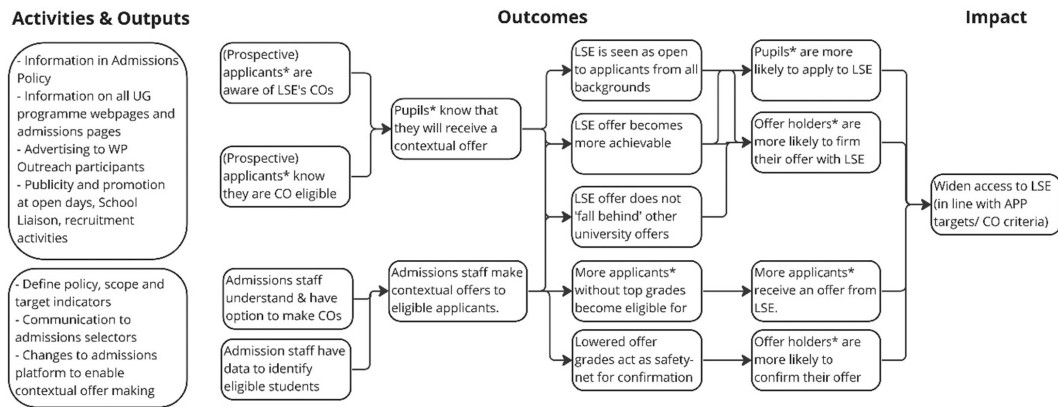 Activities & Outputs
Outcomes
Impact
- Information in Admissions
Policy
- Information on all UG
programme webpages and
admissions pages
- Advertising to WP
Outreach participants
- Publicity and promotion
at open days, School
Liaison, recruitment
activities
- Define policy, scope and
target indicators
- Communication to
admissions selectors
- Changes to admissions
platform to enable
contextual offer making
(Prospective)
applicants* are
aware of LSE's COs
(Prospective)
applicants* know
they are CO eligible
Admissions staff
understand & have
option to make COs
Admission staff have
data to identify
eligible students
Pupils* know that
they will receive a
contextual offer
Admissions staff make
contextual offers to
eligible applicants.
LSE is seen as open
to applicants from all
backgrounds
LSE offer becomes
more achievable
LSE offer does not
'fall behind' other
university offers
More applicants*
without top grades
become eligible for
Lowered offer
grades act as safety-
net for confirmation
Pupils* are more
likely to apply to LSE
Offer holders* are
more likely to firm
their offer with LSE
More applicants*
receive an offer from
LSE.
Offer holders* are
more likely to
confirm their offer
Widen access to LSE
(in line with APP
targets/ CO criteria)